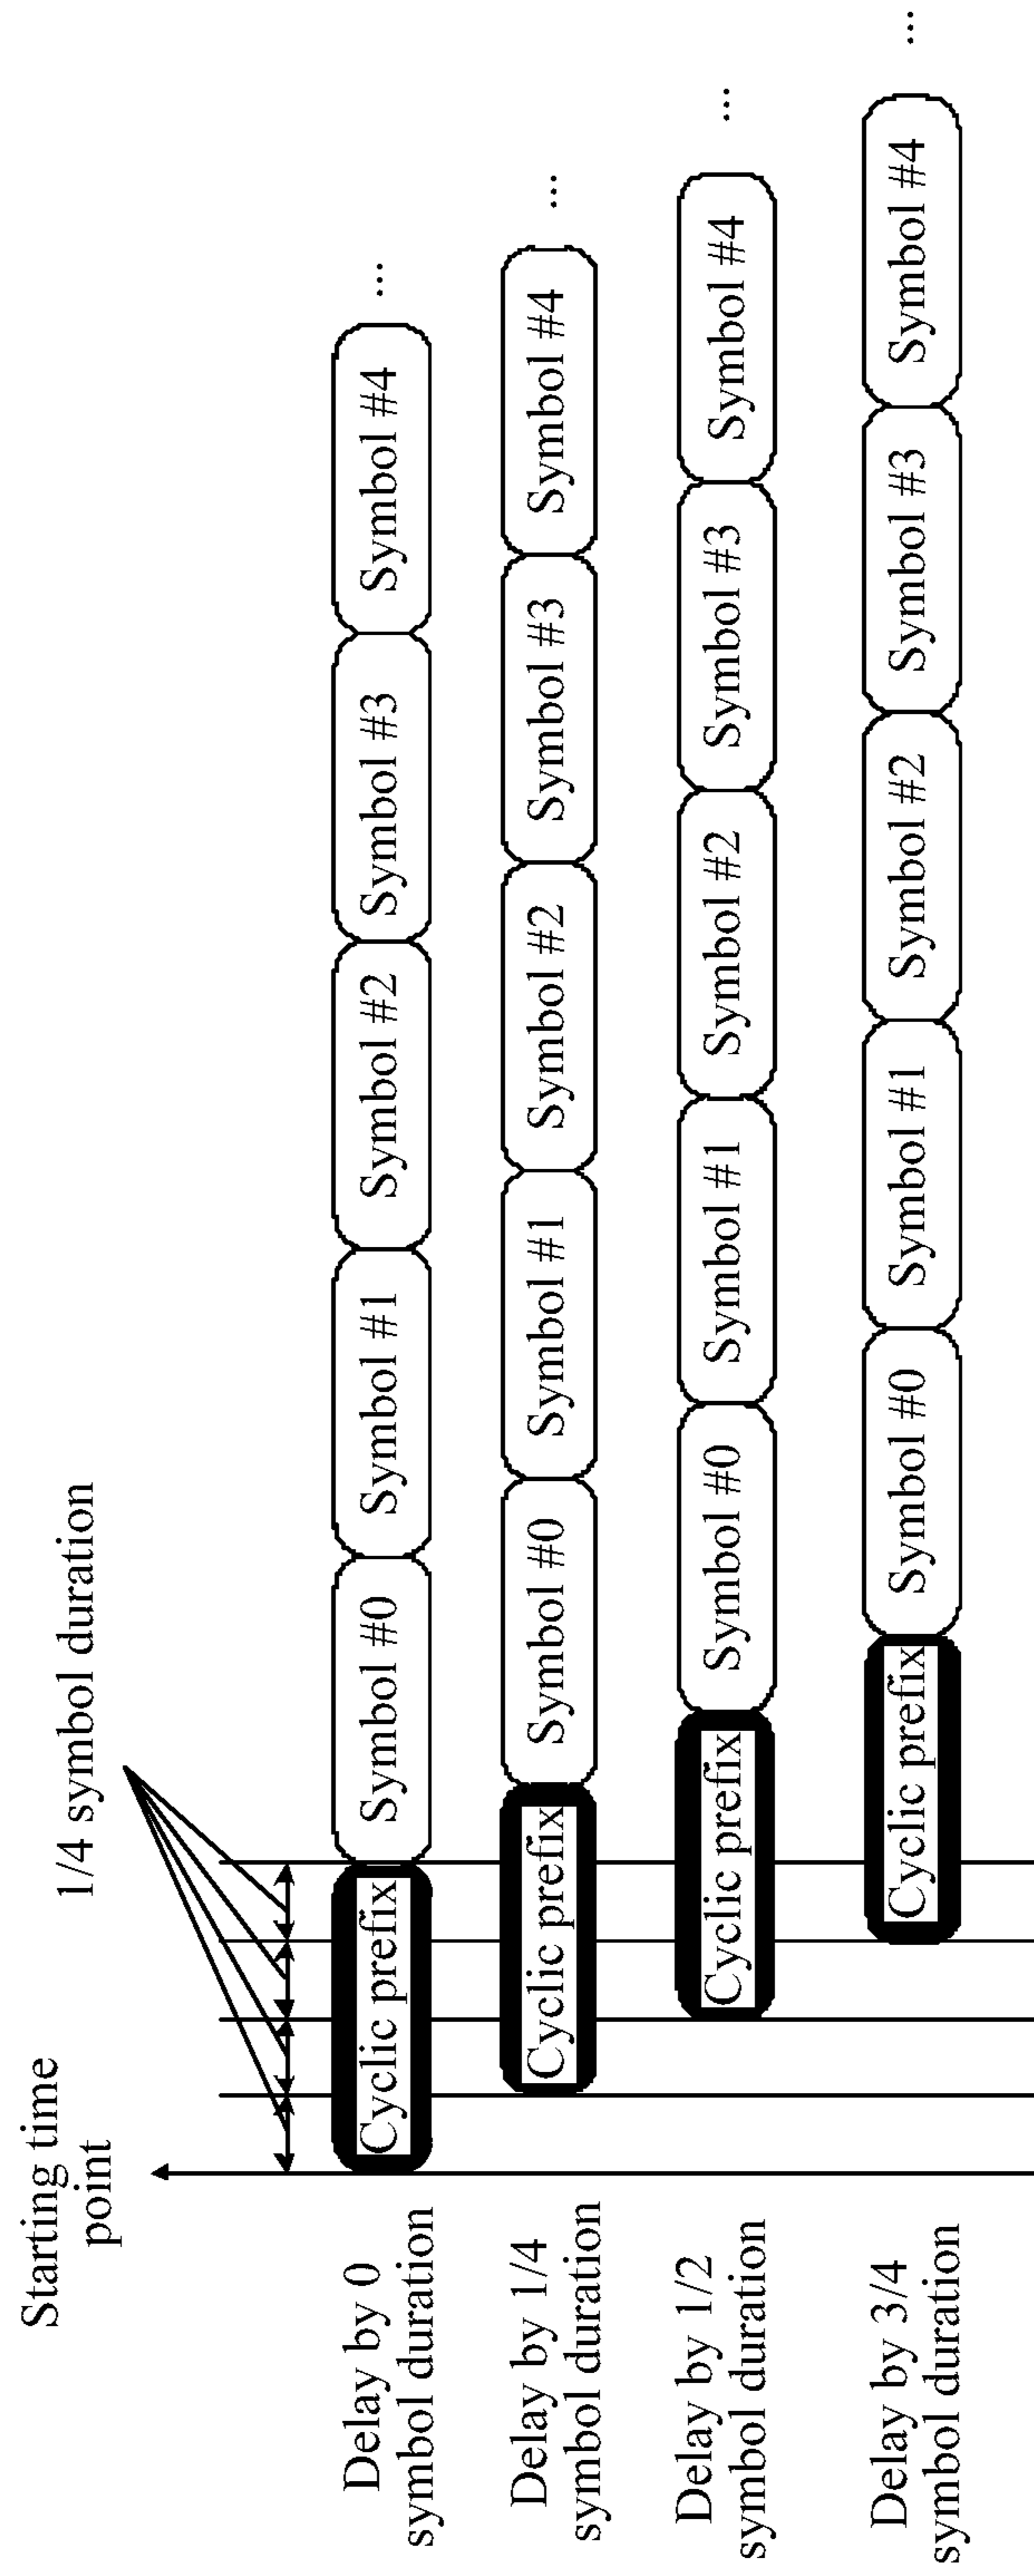 Starting time
point
1/4 symbol duration
Delay by 0
symbol duration
Cyclic prefix
Symbol #0
Symbol #1
Symbol #2
Symbol #3
Symbol #4
...
Delay by 1/4
symbol duration
Cyclic prefix
Symbol #0
Symbol #1
Symbol #2
Symbol #3
Symbol #4
...
Delay by 1/2
symbol duration
Cyclic prefix
Symbol #0
Symbol #1
Symbol #2
Symbol #3
Symbol #4
...
Delay by 3/4
symbol duration
Cyclic prefix
Symbol #0
Symbol #1
Symbol #2
Symbol #3
Symbol #4
...